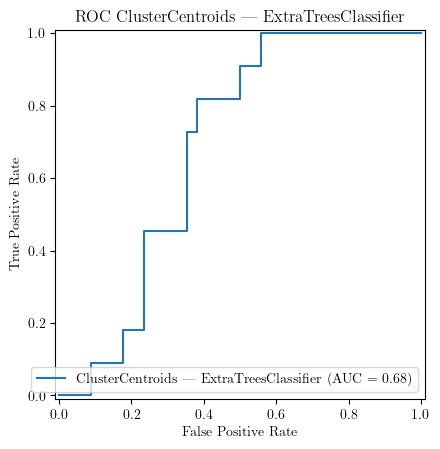 ROC ClusterCentroids — ExtraTreesClassifier
1.0
0.8
0.6
0.4
0.2
0.0
True Positive Rate
ClusterCentroids — ExtraTreesClassifier (AUC = 0.68)
0.0 0.2 0.4 0.6 0.8 1.0
False Positive Rate